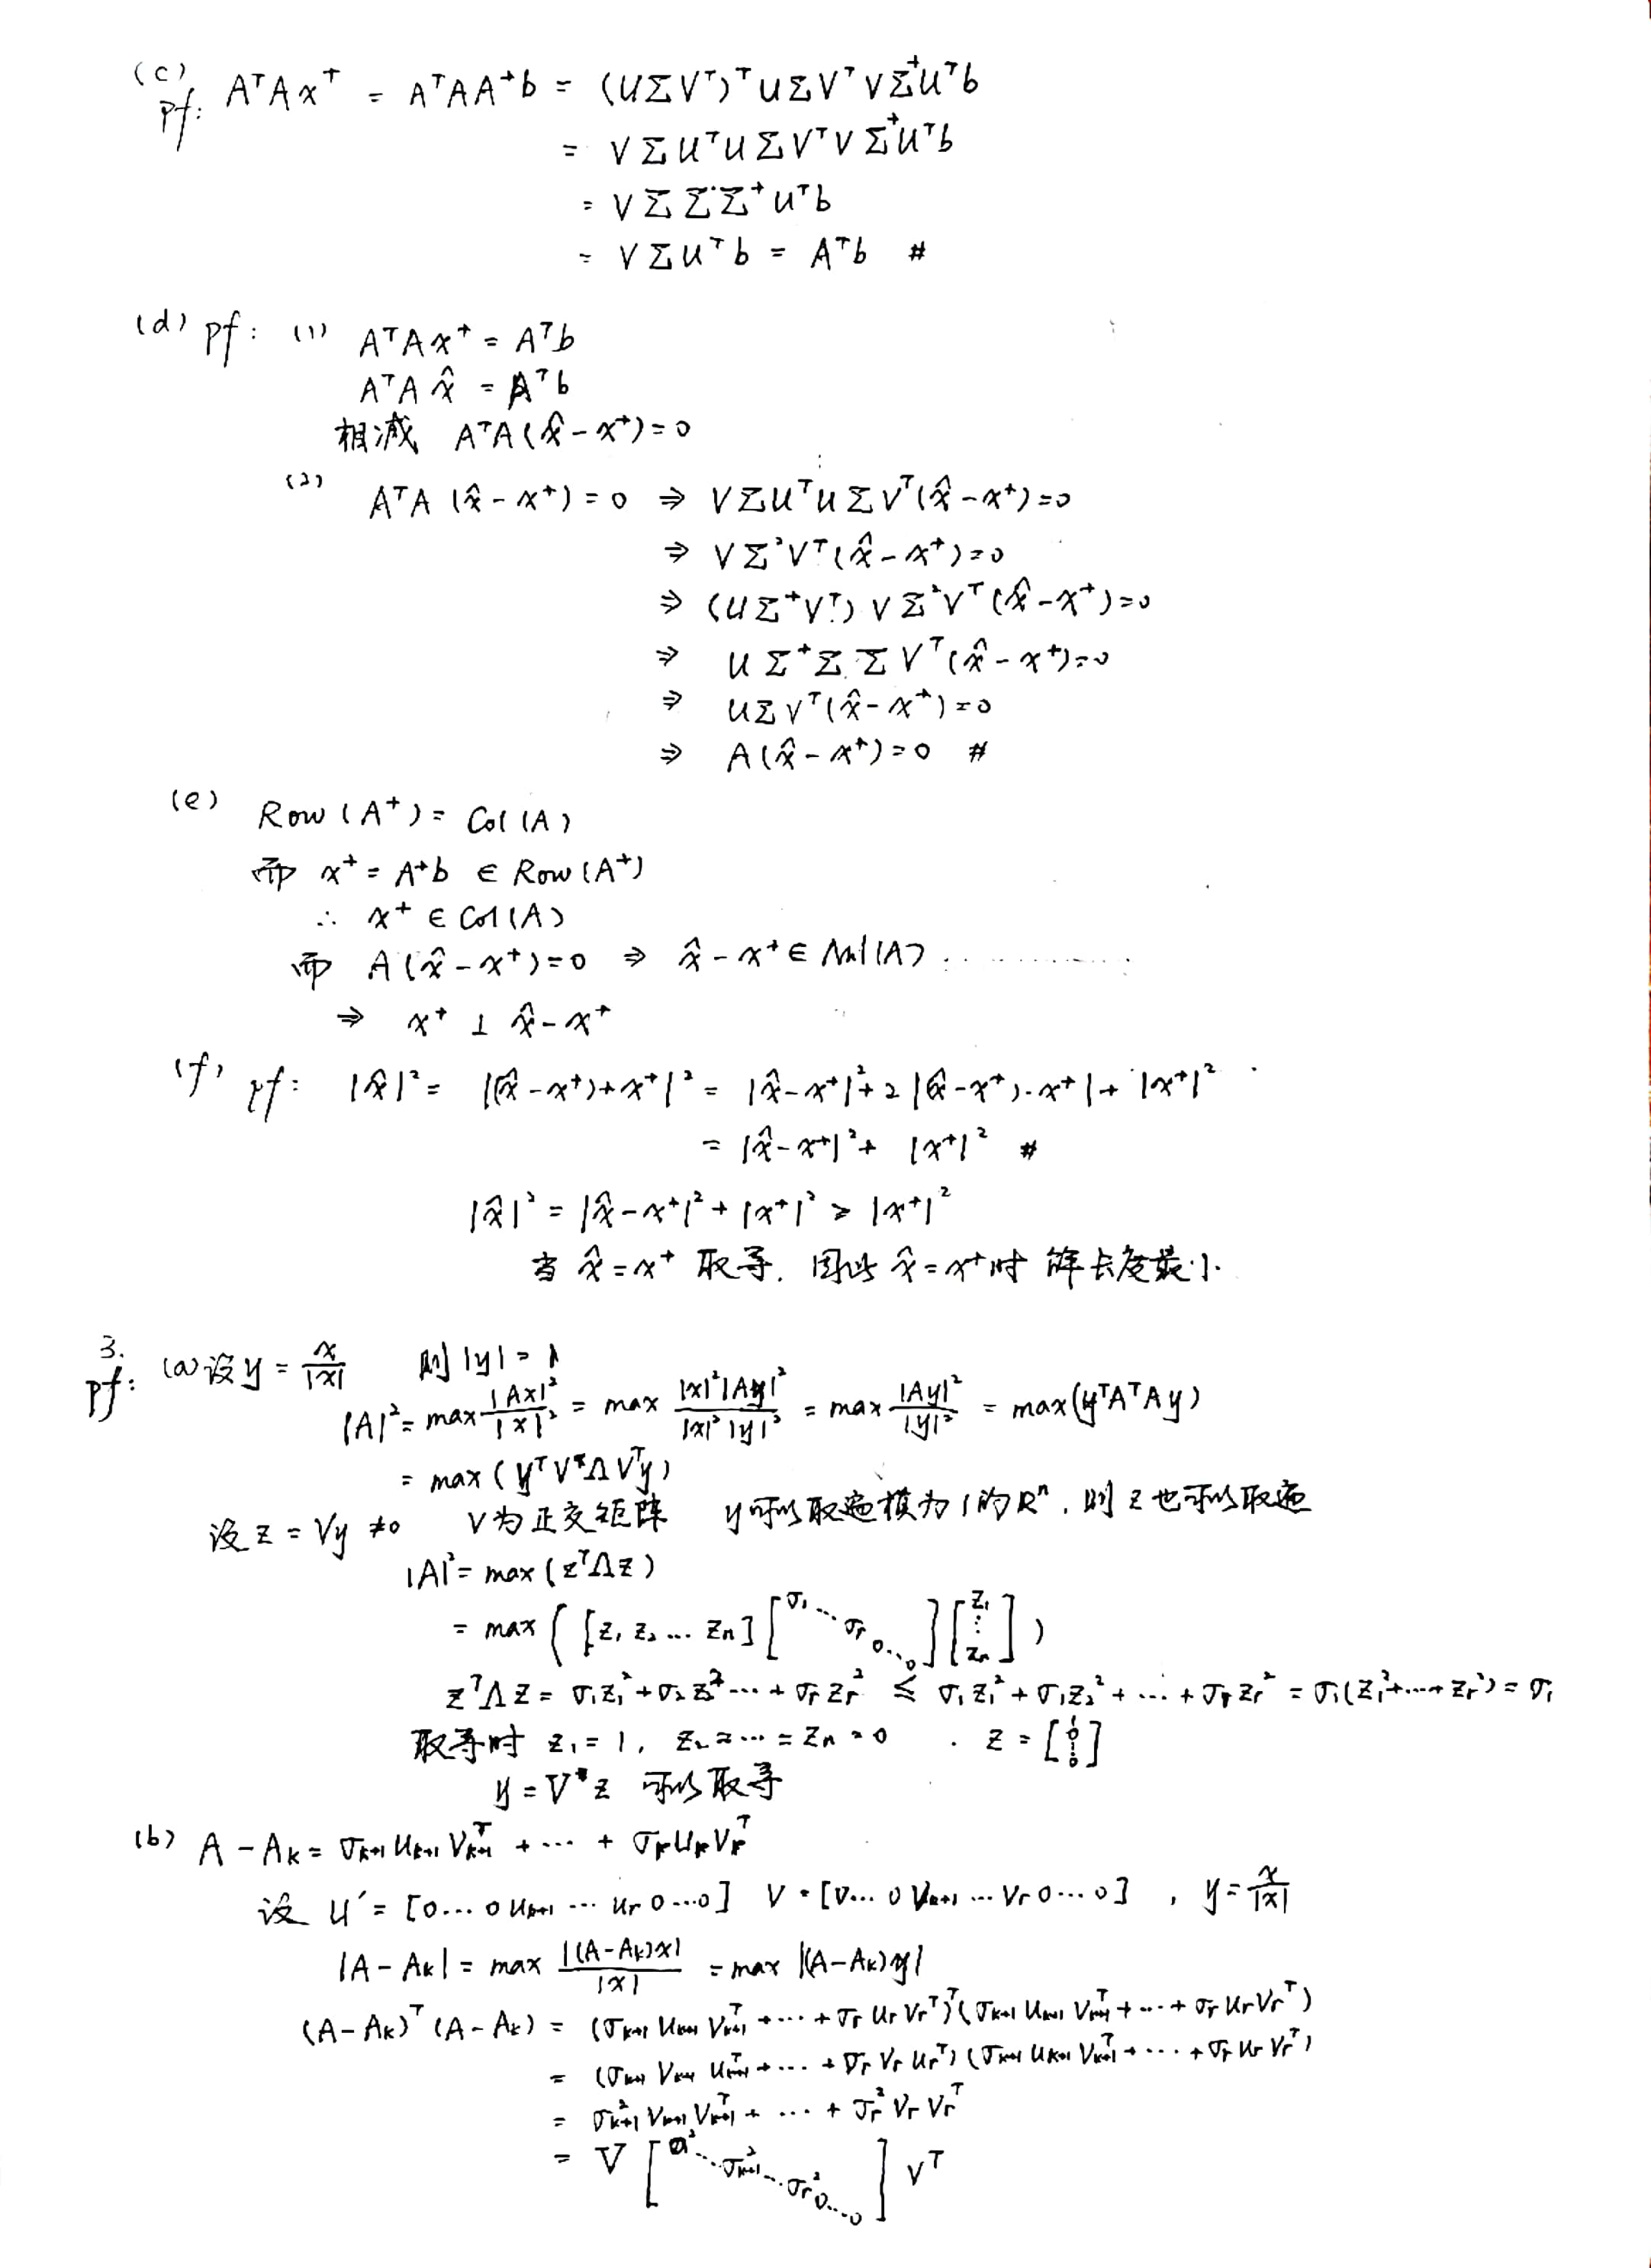 (c)
pf: AᵀAx⁺ = AᵀAA⁺b = (UΣVᵀ)ᵀUΣVᵀVΣ⁺Uᵀb
= VΣUᵀUΣVᵀVΣ⁺Uᵀb
= VΣΣΣ⁺Uᵀb
= VΣUᵀb = Aᵀb #
(d) pf: (1) AᵀAx⁺ = Aᵀb
AᵀAx̂ = Aᵀb
相减 AᵀA(x̂-x⁺)=0
(2) AᵀA(x̂-x⁺)=0 ⇒ VΣUᵀUΣVᵀ(x̂-x⁺)=0
⇒ VΣ²Vᵀ(x̂-x⁺)=0
⇒ (UΣ⁺Vᵀ)VΣ²Vᵀ(x̂-x⁺)=0
⇒ UΣ⁺ΣΣVᵀ(x̂-x⁺)=0
⇒ UΣVᵀ(x̂-x⁺)=0
⇒ A(x̂-x⁺)=0 #
(e) Row(A⁺) = Col(A)
而 x⁺ = A⁺b ∈ Row(A⁺)
∴ x⁺ ∈ Col(A)
而 A(x̂-x⁺)=0 ⇒ x̂-x⁺ ∈ Nul(A)
⇒ x⁺ ⊥ x̂-x⁺
(f) pf: |x̂|² = |(x̂-x⁺)+x⁺|² = |x̂-x⁺|²+2|(x̂-x⁺)·x⁺|+|x⁺|²
= |x̂-x⁺|²+|x⁺|² #
|x̂|² = |x̂-x⁺|²+|x⁺|² ≥ |x⁺|²
当 x̂=x⁺ 取等. 因此 x̂=x⁺时 解长度最小.
3.
pf: (a) 设y = x/|x| 则|y|=1
|A|² = max |Ax|²/|x|² = max |x|²|Ay|²/|x|²|y|² = max |Ay|²/|y|² = max(yᵀAᵀAy)
= max(yᵀVΛVᵀy)
设 z = Vy ≠0 V为正交矩阵 y可以取遍模为1的Rⁿ, 则z也可以取遍
|A|² = max(zᵀΛz)
= max([z₁ z₂ ... zₙ][σ₁ ⋱ σᵣ 0 ⋱ 0][z₁ ⋮ zₙ])
zᵀΛz = σ₁z₁²+σ₂z₂²+...+σᵣzᵣ² ≤ σ₁z₁²+σ₁z₂²+...+σ₁zᵣ² = σ₁(z₁²+...+zᵣ²) = σ₁
取等时 z₁=1, z₂=...=zₙ=0 . z=[1 0 ⋮ 0]
y = Vz 可以取等
(b) A-Aₖ = σₖ₊₁uₖ₊₁vₖ₊₁ᵀ + ... + σᵣuᵣvᵣᵀ
设 U′ = [0...0 uₖ₊₁ ... uᵣ 0...0] V = [0...0 vₖ₊₁ ... vᵣ 0...0] , y = x/|x|
|A-Aₖ| = max |(A-Aₖ)x|/|x| = max |(A-Aₖ)y|
(A-Aₖ)ᵀ(A-Aₖ) = (σₖ₊₁uₖ₊₁vₖ₊₁ᵀ+...+σᵣuᵣvᵣᵀ)ᵀ(σₖ₊₁uₖ₊₁vₖ₊₁ᵀ+...+σᵣuᵣvᵣᵀ)
= (σₖ₊₁vₖ₊₁uₖ₊₁ᵀ+...+σᵣvᵣuᵣᵀ)(σₖ₊₁uₖ₊₁vₖ₊₁ᵀ+...+σᵣuᵣvᵣᵀ)
= σₖ₊₁²vₖ₊₁vₖ₊₁ᵀ+...+σᵣ²vᵣvᵣᵀ
= V[0 ⋱ σₖ₊₁² ⋱ σᵣ² 0 ⋱ 0]Vᵀ